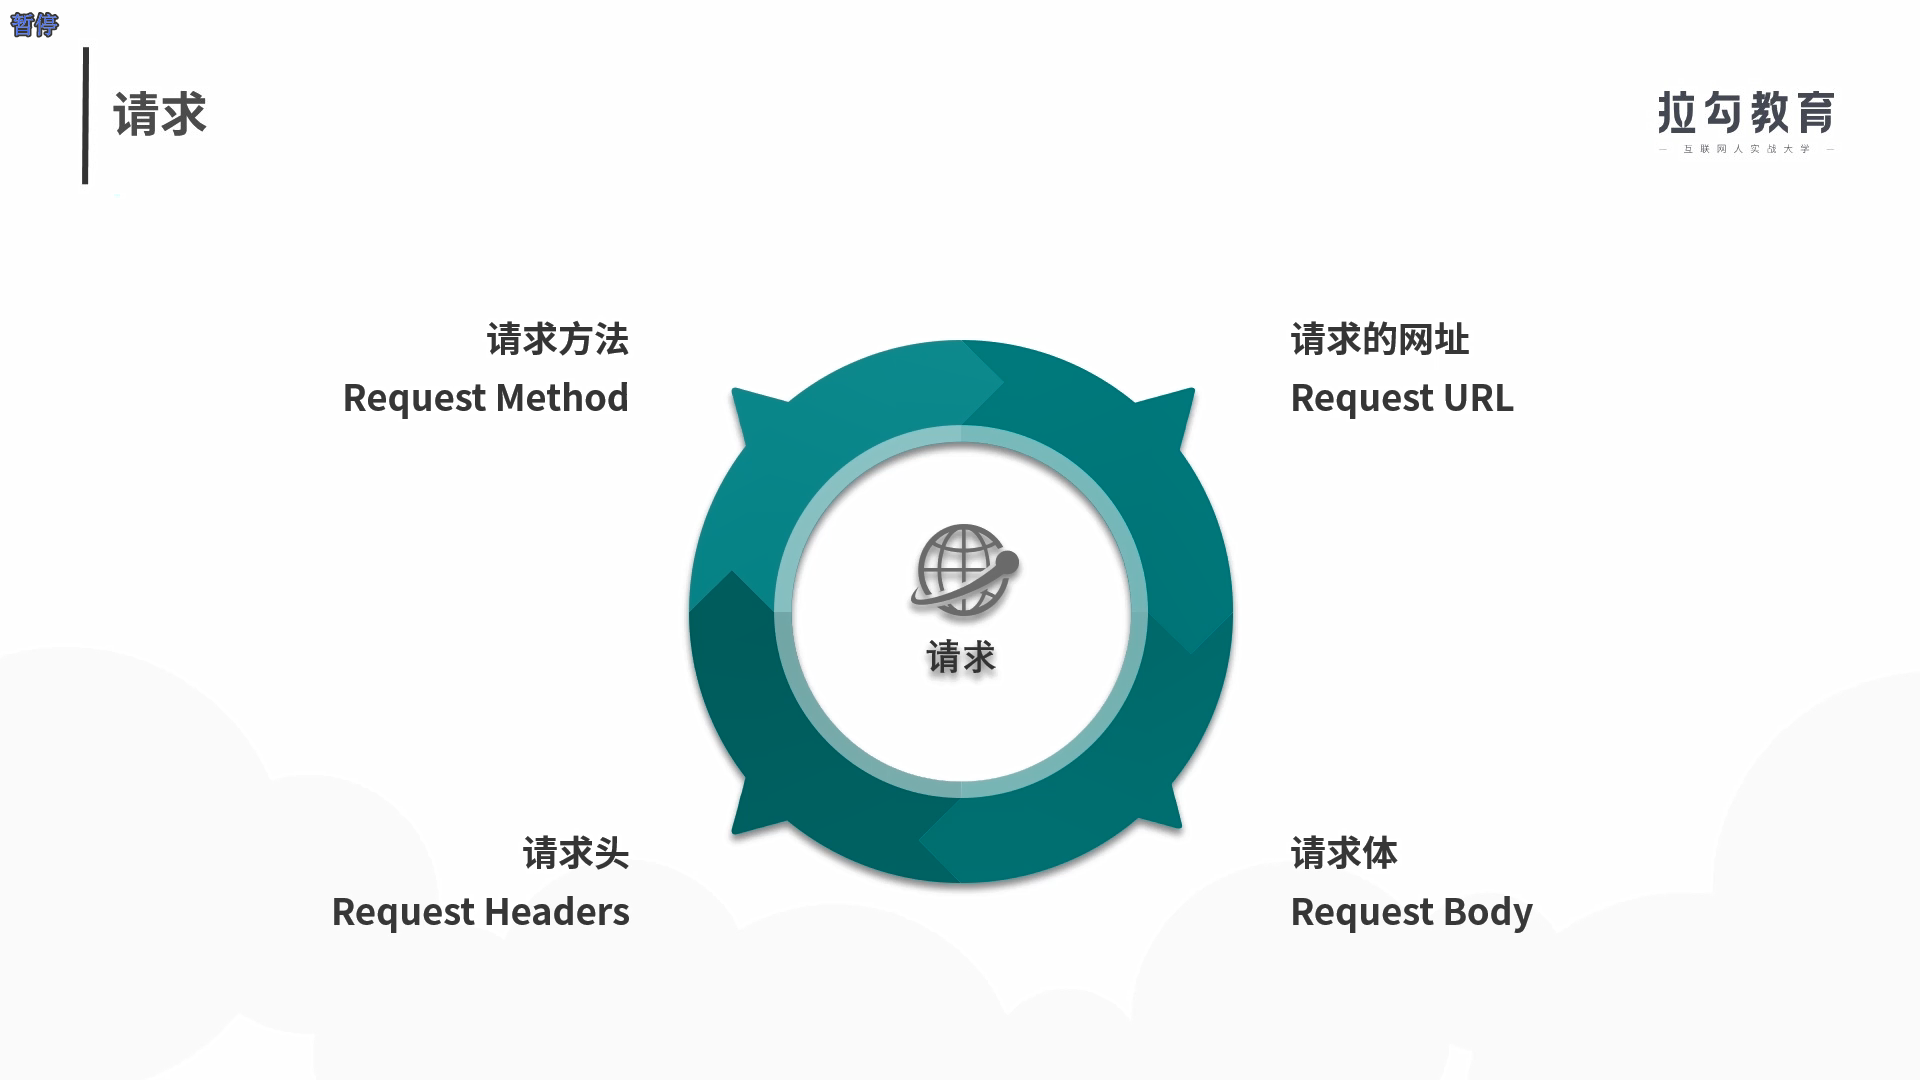 暂停
请求
拉勾教育
— 互联网人实战大学 —
请求方法
Request Method
请求的网址
Request URL
请求
请求头
Request Headers
请求体
Request Body